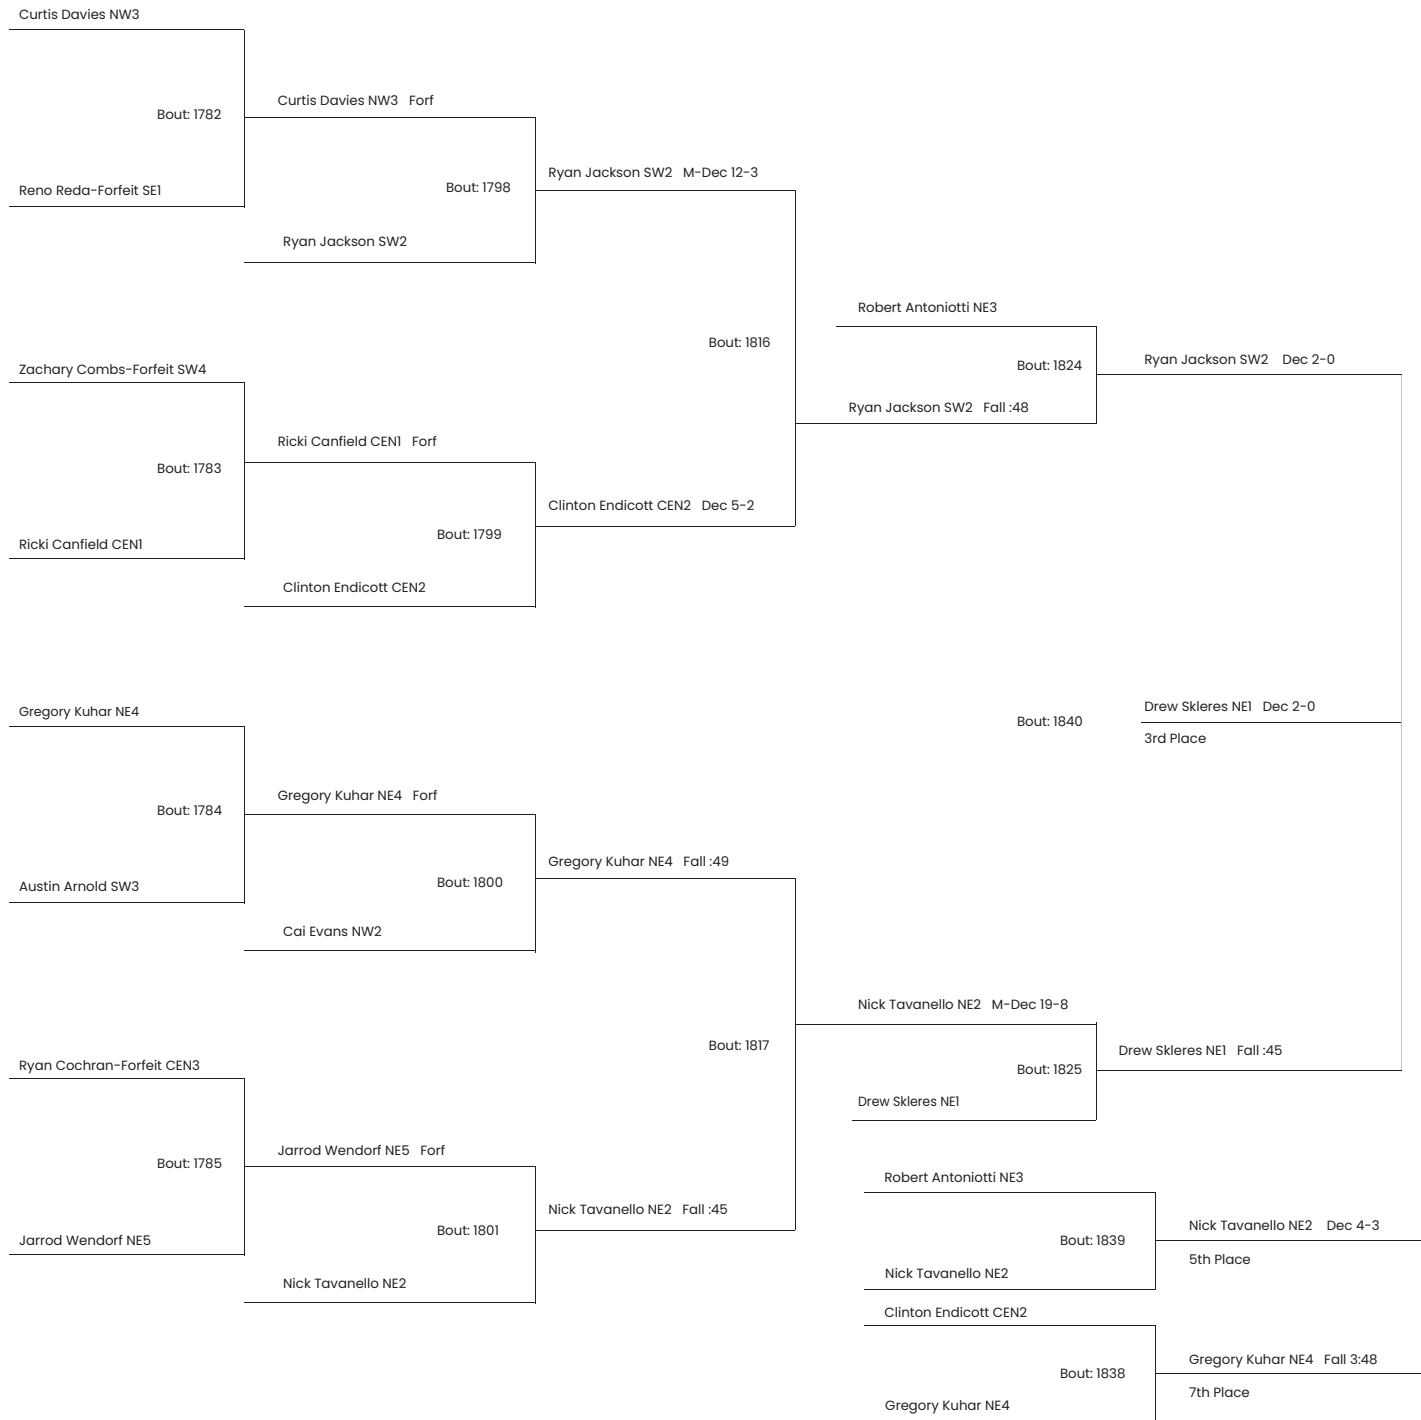 Curtis Davies NW3
Curtis Davies NW3 Forf
Bout: 1782
Ryan Jackson SW2 M-Dec 12-3
Bout: 1798
Reno Reda-Forfeit SE1
Ryan Jackson SW2
Robert Antoniotti NE3
Bout: 1816
Ryan Jackson SW2 Dec 2-0
Bout: 1824
Zachary Combs-Forfeit SW4
Ryan Jackson SW2 Fall :48
Ricki Canfield CEN1 Forf
Bout: 1783
Clinton Endicott CEN2 Dec 5-2
Bout: 1799
Ricki Canfield CEN1
Clinton Endicott CEN2
Drew Skleres NE1 Dec 2-0
Gregory Kuhar NE4
Bout: 1840
3rd Place
Gregory Kuhar NE4 Forf
Bout: 1784
Gregory Kuhar NE4 Fall :49
Bout: 1800
Austin Arnold SW3
Cai Evans NW2
Nick Tavanello NE2 M-Dec 19-8
Bout: 1817
Drew Skleres NE1 Fall :45
Ryan Cochran-Forfeit CEN3
Bout: 1825
Drew Skleres NE1
Jarrod Wendorf NE5 Forf
Bout: 1785
Robert Antoniotti NE3
Nick Tavanello NE2 Fall :45
Nick Tavanello NE2 Dec 4-3
Bout: 1801
Jarrod Wendorf NE5
Bout: 1839
5th Place
Nick Tavanello NE2
Nick Tavanello NE2
Clinton Endicott CEN2
Gregory Kuhar NE4 Fall 3:48
Bout: 1838
7th Place
Gregory Kuhar NE4